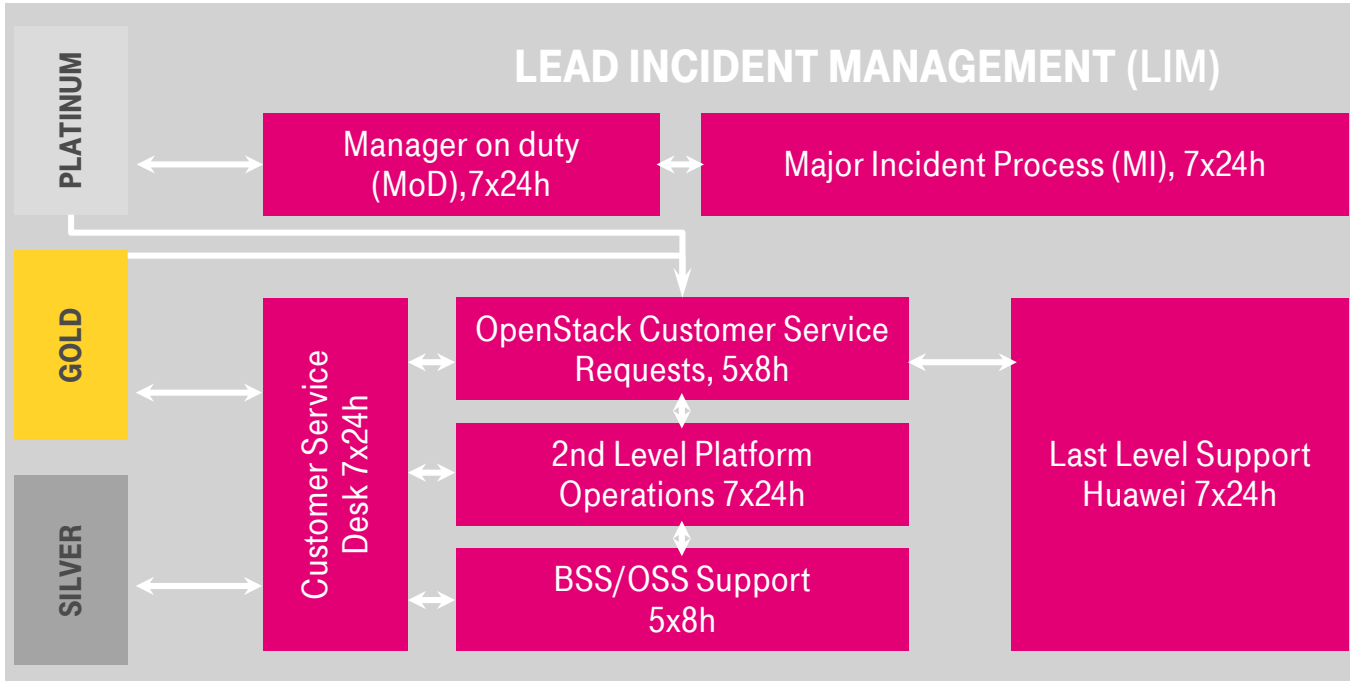 LEAD INCIDENT MANAGEMENT (LIM)
PLATINUM
Manager on duty
(MoD),7x24h
Major Incident Process (MI), 7x24h
GOLD
SILVER
Customer Service
Desk 7x24h
OpenStack Customer Service
Requests, 5x8h
2nd Level Platform
Operations 7x24h
BSS/OSS Support
5x8h
Last Level Support
Huawei 7x24h